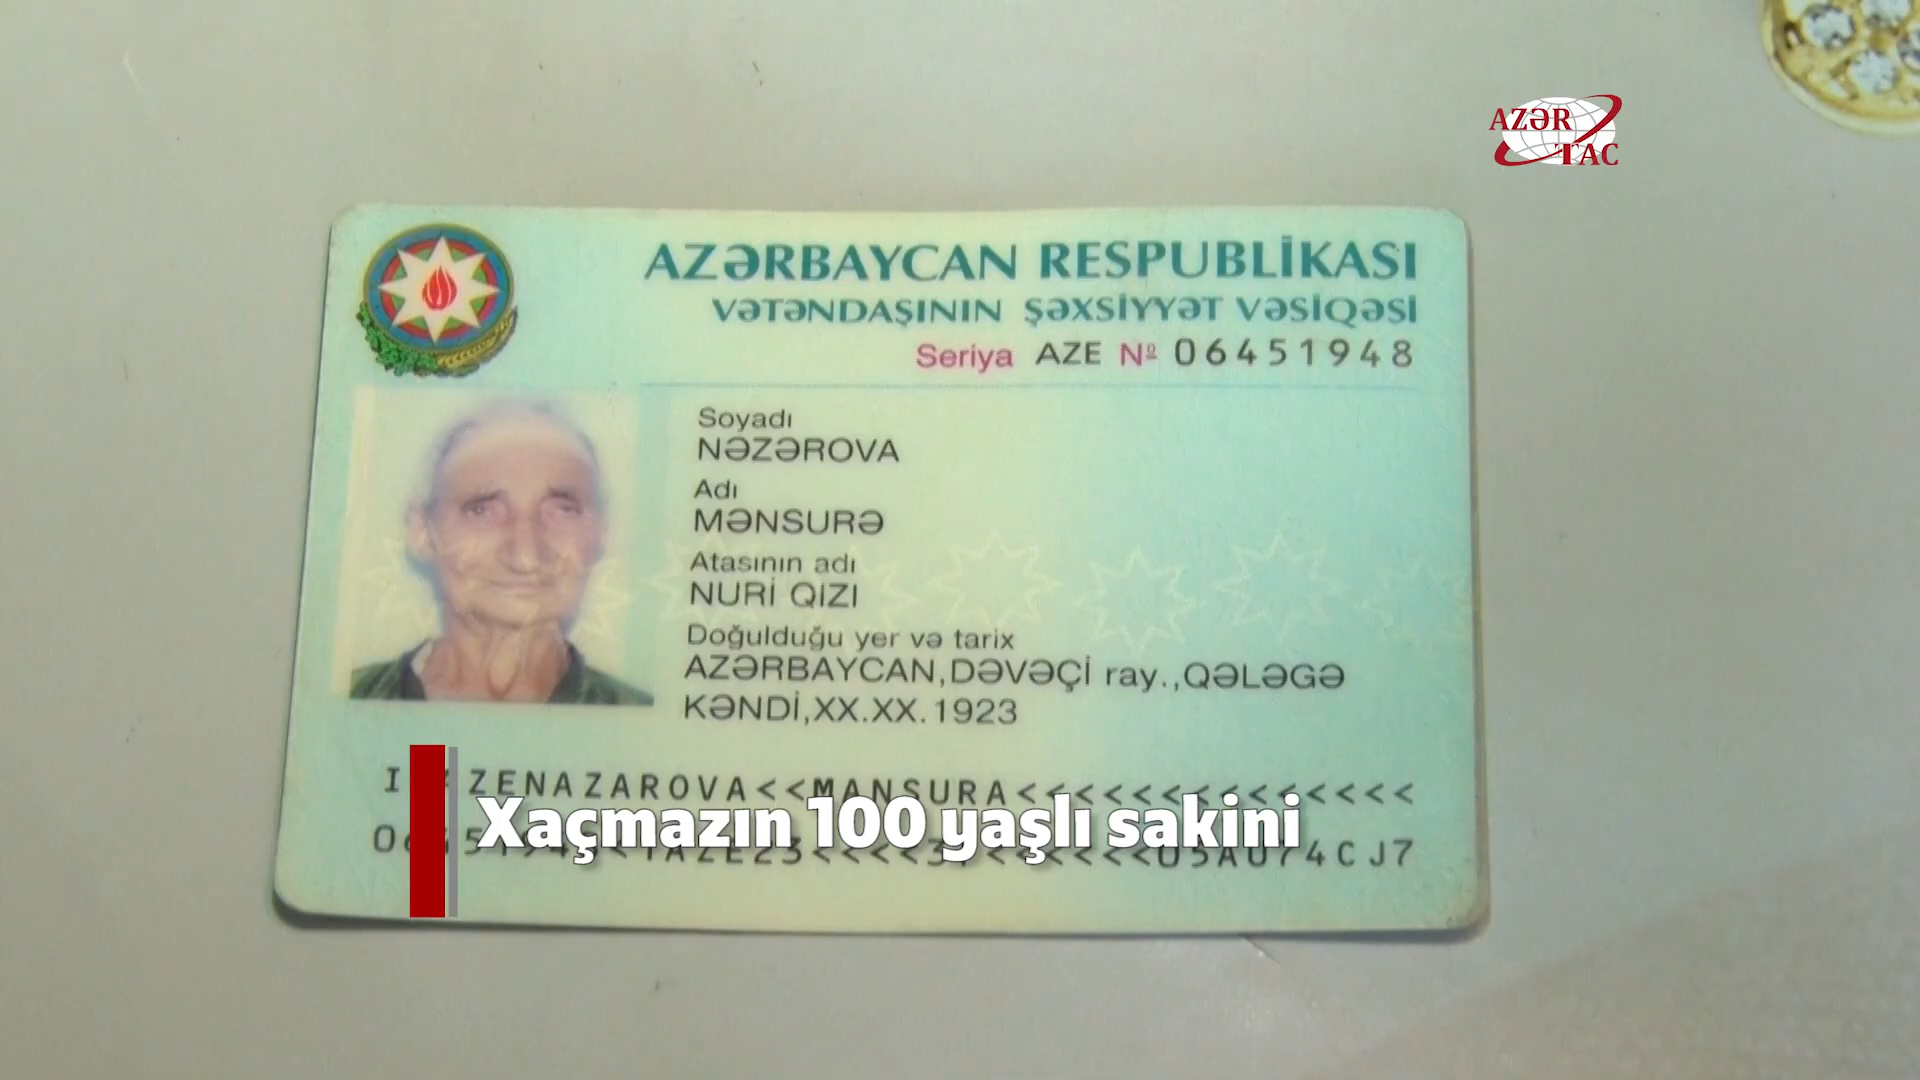 AZƏR
TAC
AZƏRBAYCAN RESPUBLİKASI
VƏTƏNDAŞININ ŞƏXSİYYƏT VƏSİQƏSİ
Seriya AZE № 06451948
Soyadı
NƏZƏROVA
Adı
MƏNSURƏ
Atasının adı
NURİ QIZI
Doğulduğu yer və tarix
AZƏRBAYCAN,DƏVƏÇİ ray.,QƏLƏGƏ
KƏNDİ,XX.XX.1923
ZENAZAROVA<<MANSURA<<<<<<<<<<<<<<<
Xaçmazın 100 yaşlı sakini